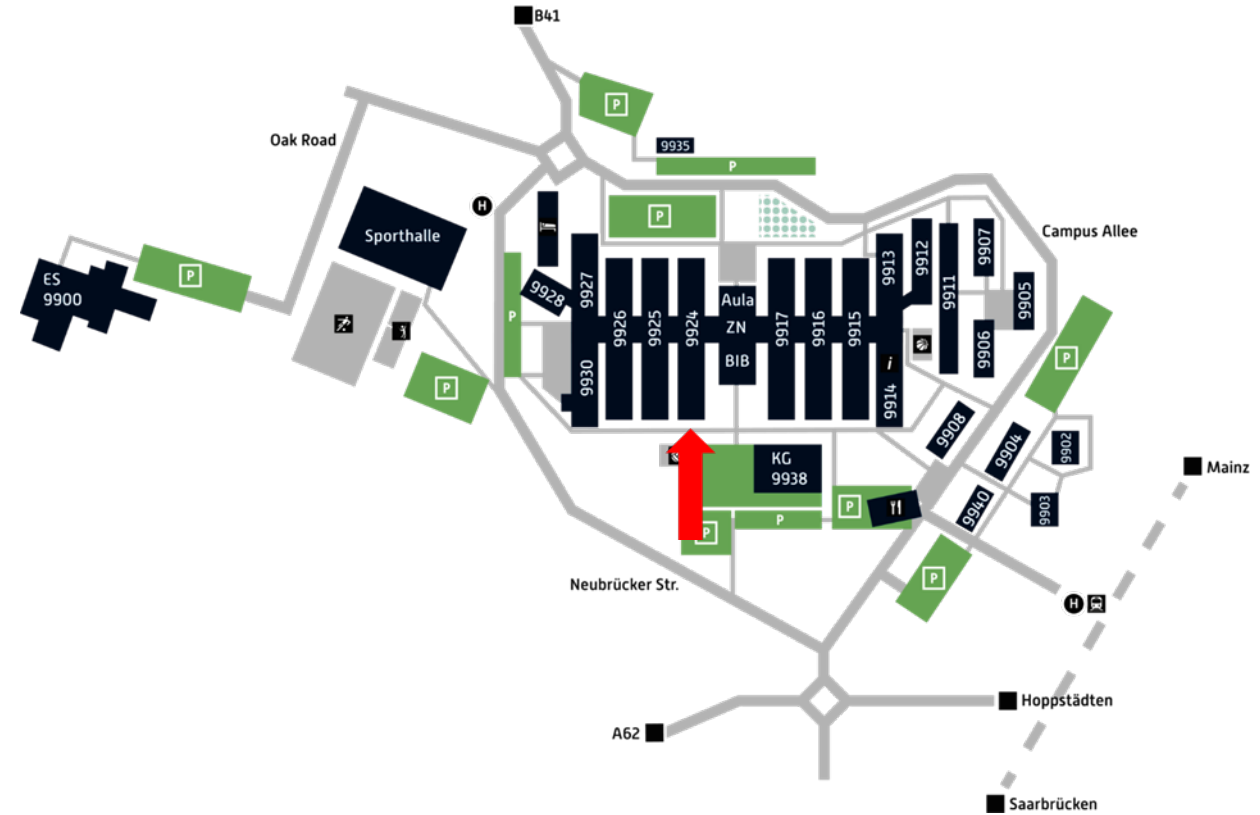 B41
P
9935
P
Oak Road
H
P
Sporthalle
Campus Allee
ES
9900
P
9928
9927
9926
9925
9924
Aula
ZN
BIB
9917
9916
9915
9913
9912
9911
9907
9905
9906
P
P
P
9930
i
9914
9908
9904
9902
9903
9940
KG
9938
P
P
P
Mainz
Neubrücker Str.
P
H
Hoppstädten
A62
Saarbrücken